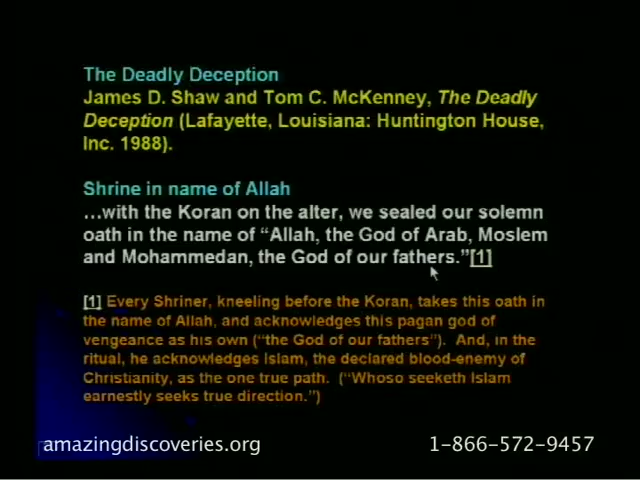 The Deadly Deception
James D. Shaw and Tom C. McKenney, The Deadly
Deception (Lafayette, Louisiana: Huntington House,
Inc. 1988).
Shrine in name of Allah
…with the Koran on the alter, we sealed our solemn
oath in the name of “Allah, the God of Arab, Moslem
and Mohammedan, the God of our fathers.”[1]
[1] Every Shriner, kneeling before the Koran, takes this oath in
the name of Allah, and acknowledges this pagan god of
vengeance as his own (“the God of our fathers”).  And, in the
ritual, he acknowledges Islam, the declared blood-enemy of
Christianity, as the one true path.  (“Whoso seeketh Islam
earnestly seeks true direction.”)
amazingdiscoveries.org 1-866-572-9457